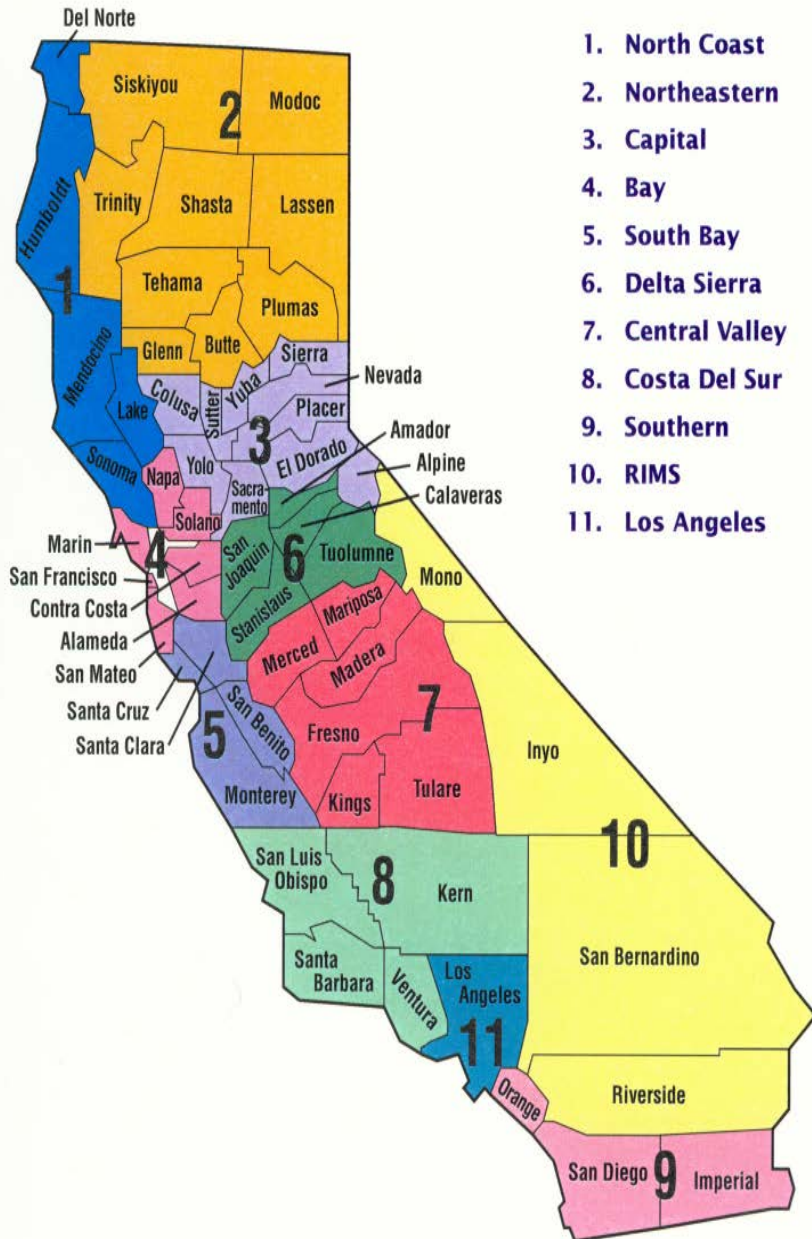 Del Norte
Siskiyou
Modoc
2
Humboldt
Trinity
Shasta
Lassen
1
Tehama
Plumas
Mendocino
Glenn
Butte
Sierra
Lake
Colusa
Sutter
Yuba
Nevada
Placer
3
Amador
Sonoma
Napa
Yolo
El Dorado
Alpine
Sacra-
mento
Calaveras
Solano
Marin
4
San
Joaquin
6
Tuolumne
Mono
San Francisco
Contra Costa
Stanislaus
Mariposa
Alameda
Merced
Madera
San Mateo
Santa Cruz
Santa Clara
5
San Benito
Fresno
7
Inyo
Monterey
Kings
Tulare
10
San Luis
Obispo
8
Kern
Santa
Barbara
Ventura
Los
Angeles
11
San Bernardino
Orange
Riverside
San Diego
9
Imperial
1. North Coast
2. Northeastern
3. Capital
4. Bay
5. South Bay
6. Delta Sierra
7. Central Valley
8. Costa Del Sur
9. Southern
10. RIMS
11. Los Angeles